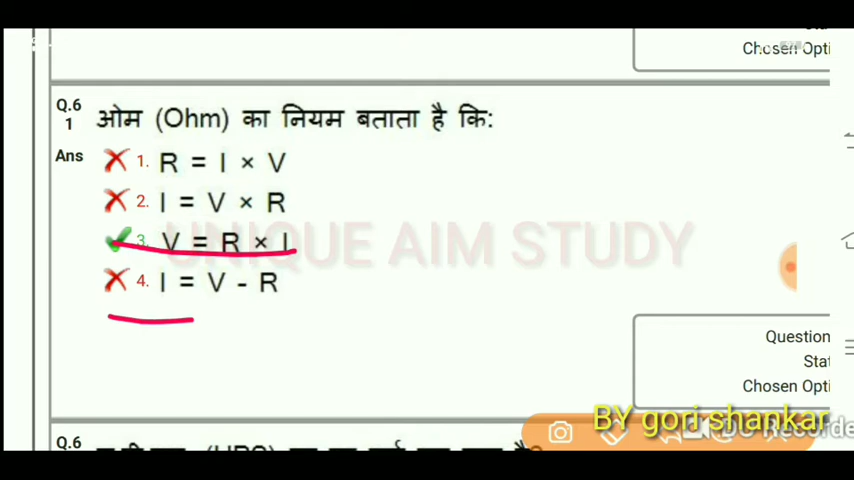 Chosen Opti
Q.6
1
ओम (Ohm) का नियम बताता है कि:
Ans
1. R = I × V
2. I = V × R
3. V = R × I
4. I = V - R
UNIQUE AIM STUDY
Question
Stat
Chosen Opti
BY gori shankar
Q.6